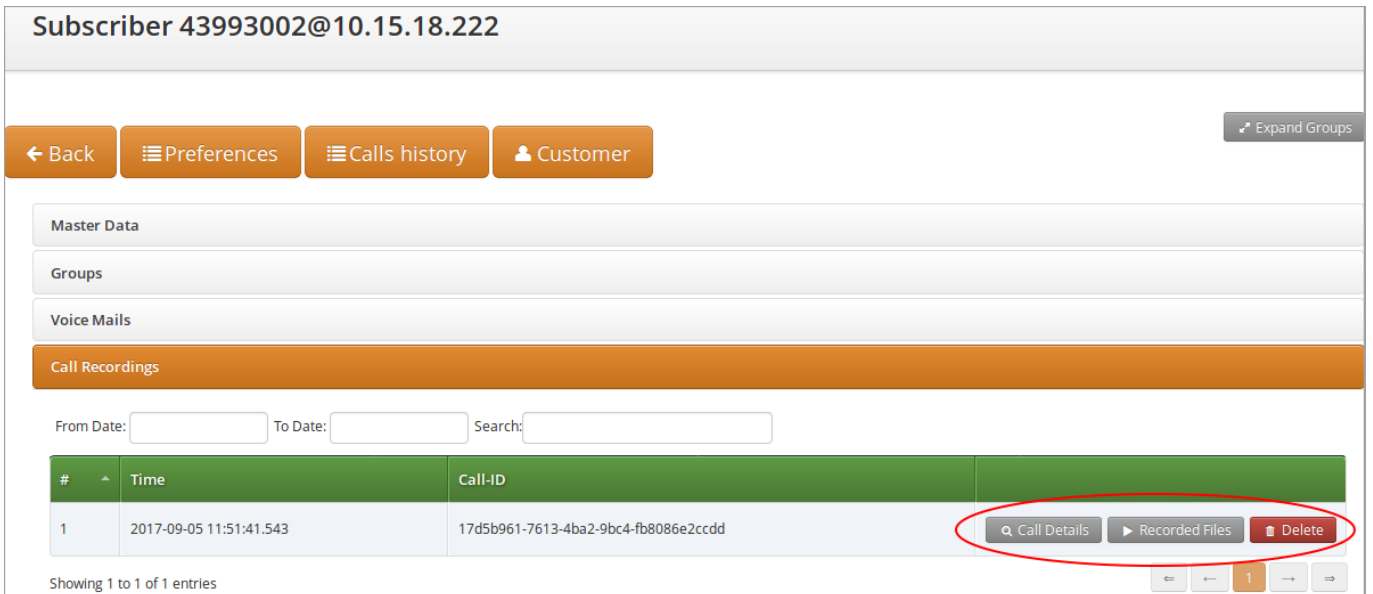 Subscriber 43993002@10.15.18.222
Expand Groups
Back Preferences Calls history Customer
Master Data
Groups
Voice Mails
Call Recordings
From Date: To Date: Search:
# Time Call-ID
1 2017-09-05 11:51:41.543 17d5b961-7613-4ba2-9bc4-fb8086e2ccdd Call Details Recorded Files Delete
Showing 1 to 1 of 1 entries ⇐ ← 1 → ⇒